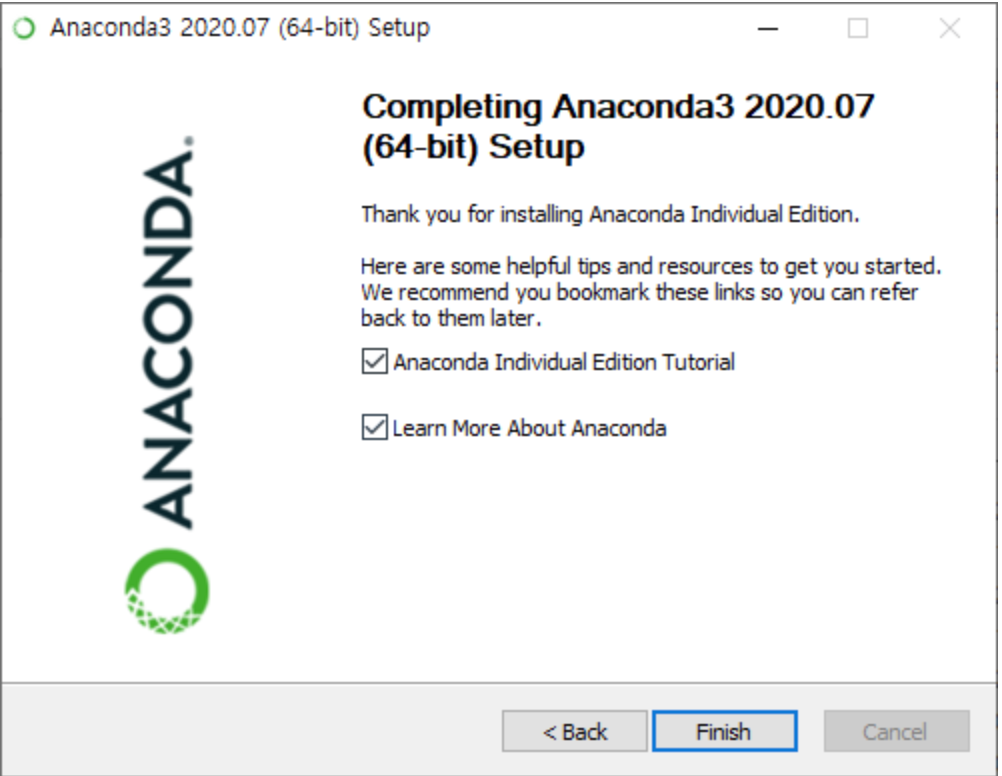 Anaconda3 2020.07 (64-bit) Setup
ANACONDA.
Completing Anaconda3 2020.07
(64-bit) Setup
Thank you for installing Anaconda Individual Edition.
Here are some helpful tips and resources to get you started.
We recommend you bookmark these links so you can refer
back to them later.
Anaconda Individual Edition Tutorial
Learn More About Anaconda
< Back
Finish
Cancel